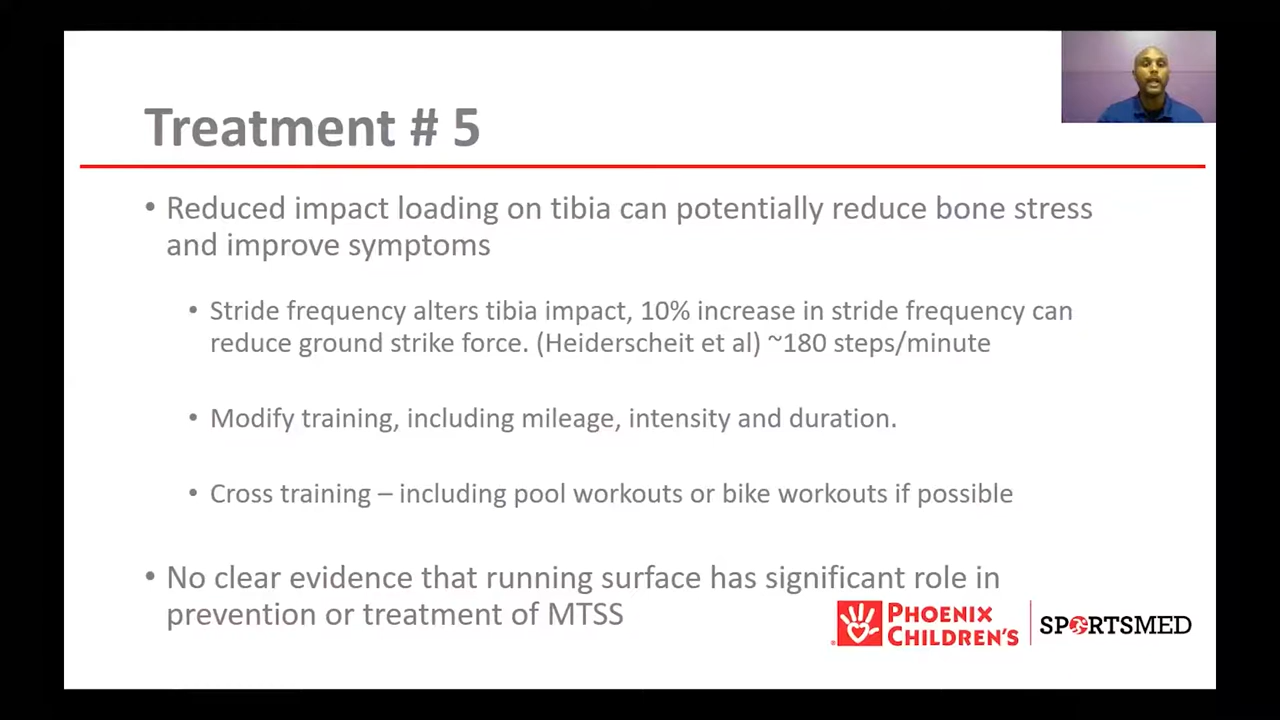 Treatment # 5
• Reduced impact loading on tibia can potentially reduce bone stress
and improve symptoms
• Stride frequency alters tibia impact, 10% increase in stride frequency can
reduce ground strike force. (Heiderscheit et al) ~180 steps/minute
• Modify training, including mileage, intensity and duration.
• Cross training – including pool workouts or bike workouts if possible
• No clear evidence that running surface has significant role in
prevention or treatment of MTSS
PHOENIX
CHILDREN'S
SPORTSMED